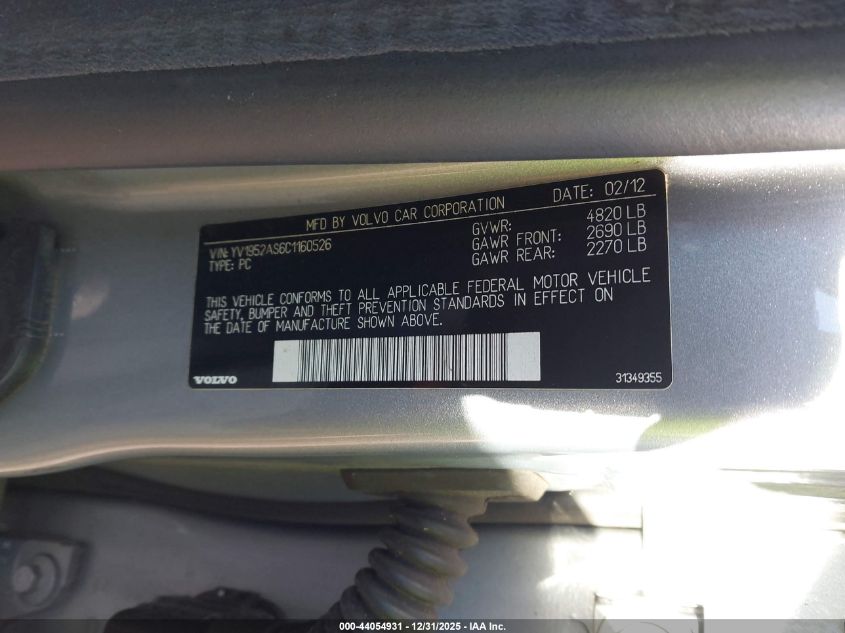 MFD BY VOLVO CAR CORPORATION DATE: 02/12
VIN: YV1952AS6C1160526 GVWR: 4820 LB
TYPE: PC GAWR FRONT: 2690 LB
GAWR REAR: 2270 LB
THIS VEHICLE CONFORMS TO ALL APPLICABLE FEDERAL MOTOR VEHICLE
SAFETY, BUMPER AND THEFT PREVENTION STANDARDS IN EFFECT ON
THE DATE OF MANUFACTURE SHOWN ABOVE.
VOLVO 31349355
000-44054931 - 12/31/2025 - IAA Inc.